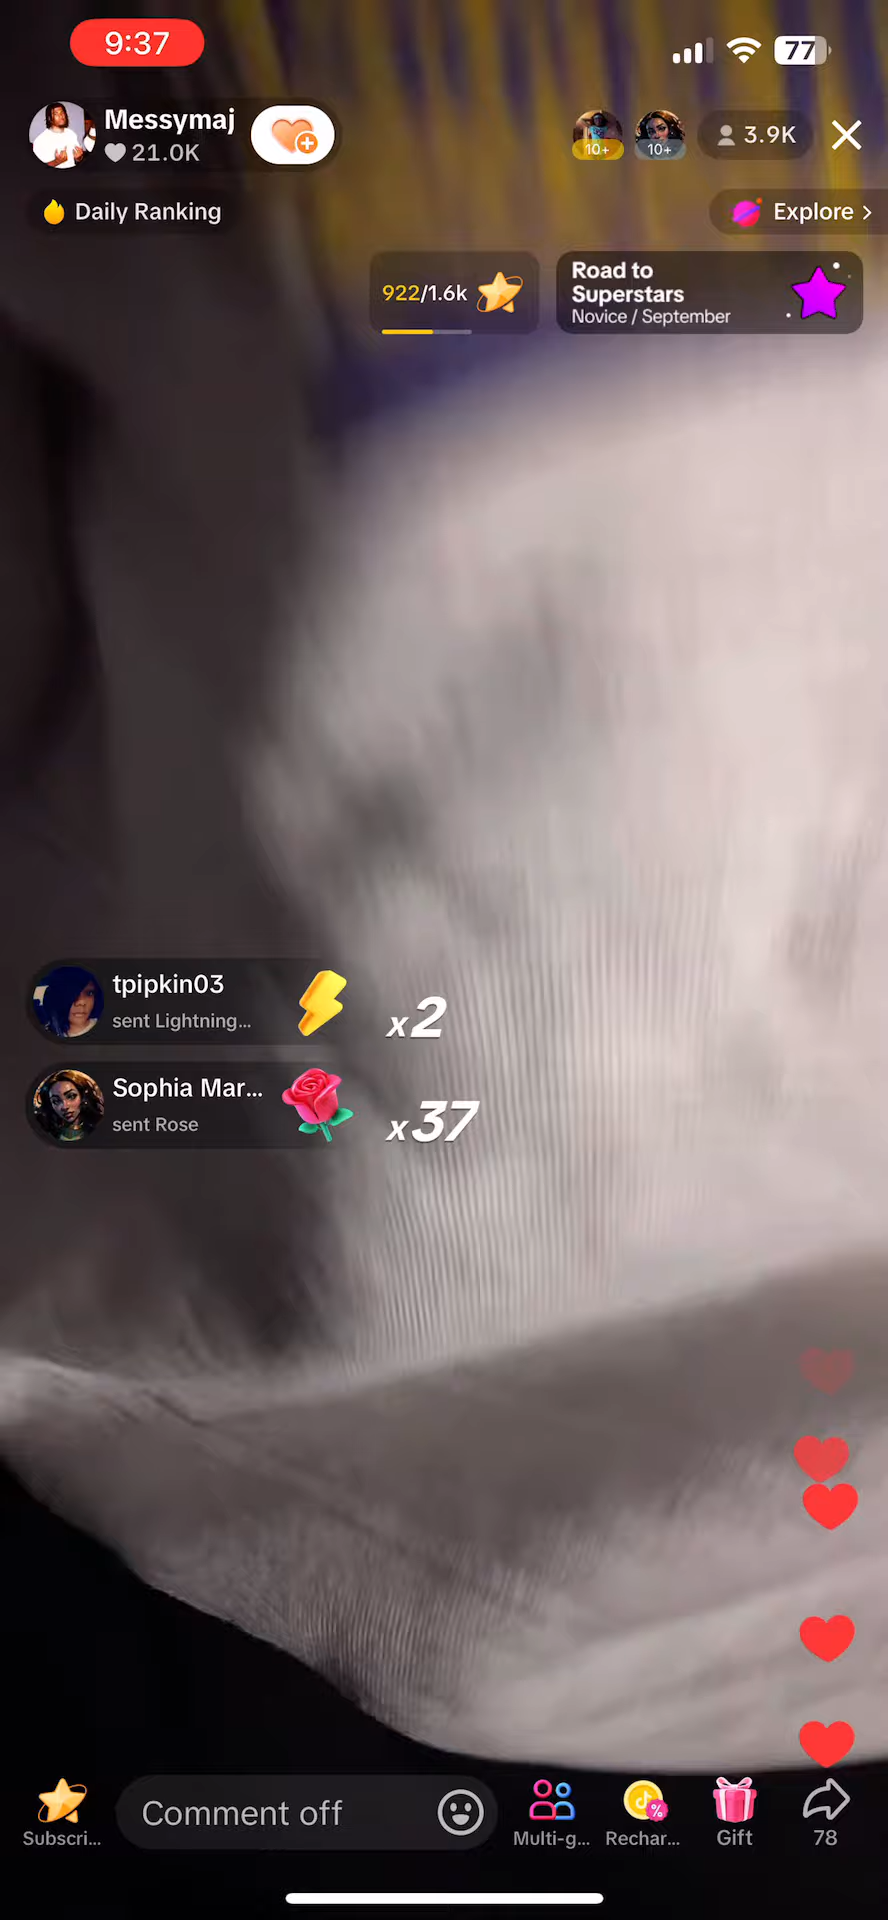 9:37
77
Messymaj
21.0K
10+
10+
3.9K
Daily Ranking
Explore >
922/1.6k
Road to
Superstars
Novice / September
tpipkin03
sent Lightning...
x2
Sophia Mar...
sent Rose
x37
Comment off
Subscri...
Multi-g...
Rechar...
Gift
78